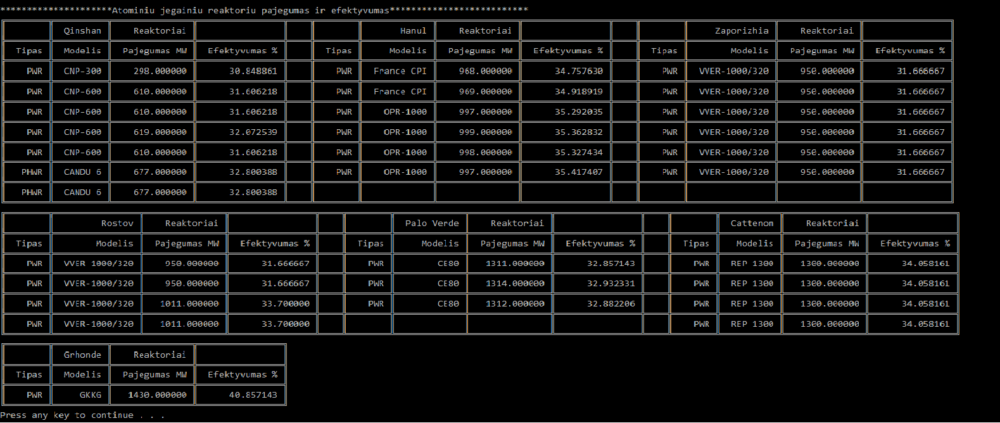 *********************Atominiu jegainiu reaktoriu pajegumas ir efektyvumas**************************
Qinshan Reaktoriai Hanul Reaktoriai Zaporizhia Reaktoriai
Tipas Modelis Pajegumas MW Efektyvumas % Tipas Modelis Pajegumas MW Efektyvumas % Tipas Modelis Pajegumas MW Efektyvumas %
PWR CNP-300 298.000000 30.848861 PWR France CPI 968.000000 34.757630 PWR VVER-1000/320 950.000000 31.666667
PWR CNP-600 610.000000 31.606218 PWR France CPI 969.000000 34.918919 PWR VVER-1000/320 950.000000 31.666667
PWR CNP-600 610.000000 31.606218 PWR OPR-1000 997.000000 35.292035 PWR VVER-1000/320 950.000000 31.666667
PWR CNP-600 619.000000 32.072539 PWR OPR-1000 999.000000 35.362832 PWR VVER-1000/320 950.000000 31.666667
PWR CNP-600 610.000000 31.606218 PWR OPR-1000 998.000000 35.327434 PWR VVER-1000/320 950.000000 31.666667
PHWR CANDU 6 677.000000 32.800388 PWR OPR-1000 997.000000 35.417407 PWR VVER-1000/320 950.000000 31.666667
PHWR CANDU 6 677.000000 32.800388
Rostov Reaktoriai Palo Verde Reaktoriai Cattenom Reaktoriai
Tipas Modelis Pajegumas MW Efektyvumas % Tipas Modelis Pajegumas MW Efektyvumas % Tipas Modelis Pajegumas MW Efektyvumas %
PWR VVER-1000/320 950.000000 31.666667 PWR CE80 1311.000000 32.857143 PWR REP 1300 1300.000000 34.058161
PWR VVER-1000/320 950.000000 31.666667 PWR CE80 1314.000000 32.932331 PWR REP 1300 1300.000000 34.058161
PWR VVER-1000/320 1011.000000 33.700000 PWR CE80 1312.000000 32.882206 PWR REP 1300 1300.000000 34.058161
PWR VVER-1000/320 1011.000000 33.700000 PWR REP 1300 1300.000000 34.058161
Grhonde Reaktoriai
Tipas Modelis Pajegumas MW Efektyvumas %
PWR GKKG 1430.000000 40.857143
Press any key to continue . . .